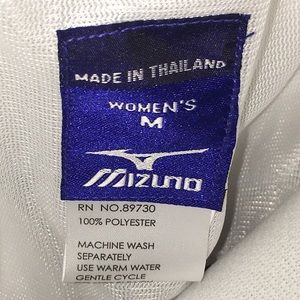 MADE IN THAILAND
WOMEN'S
M
MIZUNO
RN NO.89730
100% POLYESTER
MACHINE WASH
SEPARATELY
USE WARM WATER
GENTLE CYCLE